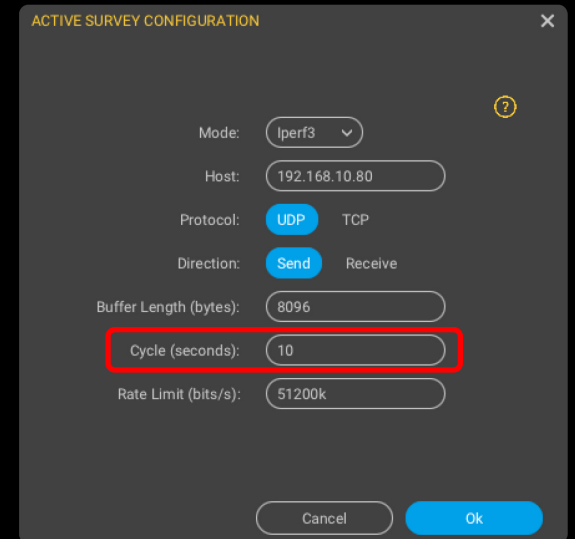 ACTIVE SURVEY CONFIGURATION
?
Mode: Iperf3
Host: 192.168.10.80
Protocol: UDP TCP
Direction: Send Receive
Buffer Length (bytes): 8096
Cycle (seconds): 10
Rate Limit (bits/s): 51200k
Cancel Ok